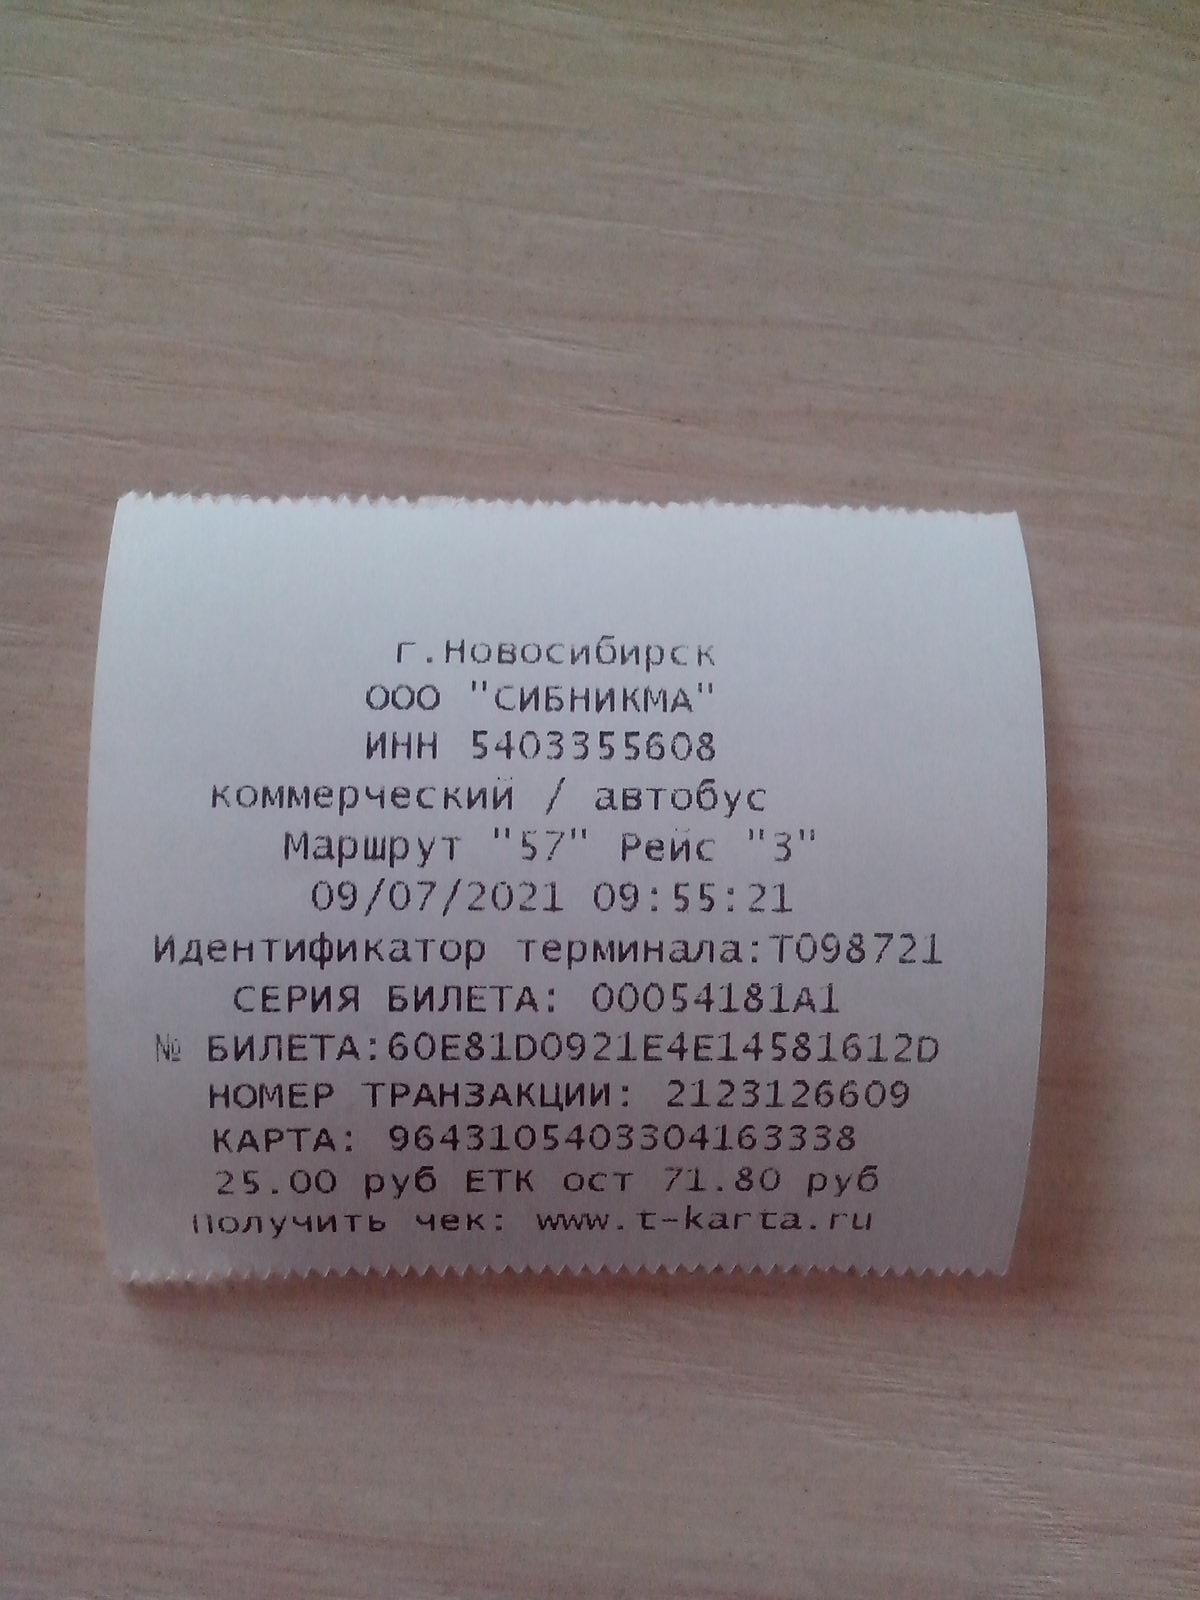 г.Новосибирск
ООО "СИБНИКМА"
ИНН 5403355608
коммерческий / автобус
Маршрут "57" Рейс "3"
09/07/2021 09:55:21
Идентификатор терминала:T098721
СЕРИЯ БИЛЕТА: 00054181A1
№ БИЛЕТА:60E81D0921E4E14581612D
НОМЕР ТРАНЗАКЦИИ: 2123126609
КАРТА: 9643105403304163338
25.00 руб ЕТК ост 71.80 руб
Получить чек: www.t-karta.ru